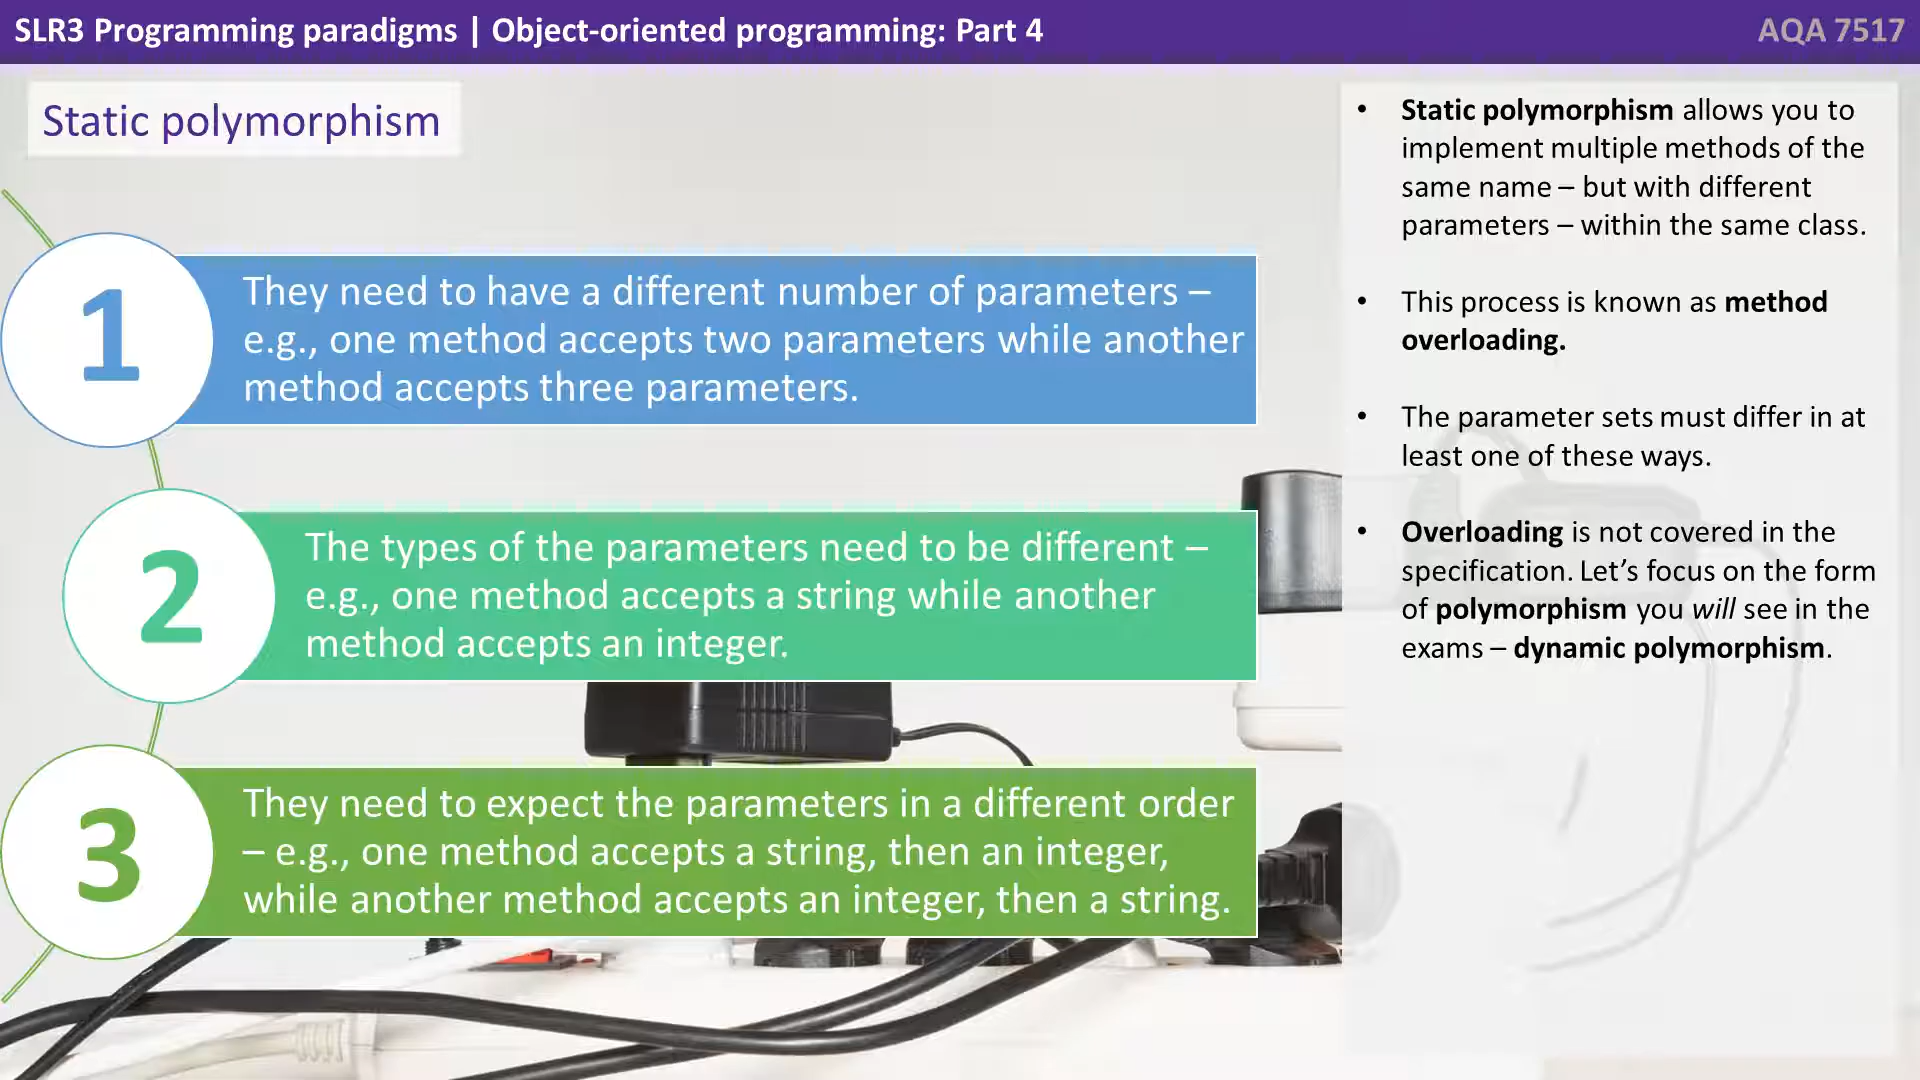 SLR3 Programming paradigms | Object-oriented programming: Part 4
AQA 7517
Static polymorphism
1
They need to have a different number of parameters –
e.g., one method accepts two parameters while another
method accepts three parameters.
2
The types of the parameters need to be different –
e.g., one method accepts a string while another
method accepts an integer.
3
They need to expect the parameters in a different order
– e.g., one method accepts a string, then an integer,
while another method accepts an integer, then a string.
• Static polymorphism allows you to
implement multiple methods of the
same name – but with different
parameters – within the same class.
• This process is known as method
overloading.
• The parameter sets must differ in at
least one of these ways.
• Overloading is not covered in the
specification. Let’s focus on the form
of polymorphism you will see in the
exams – dynamic polymorphism.